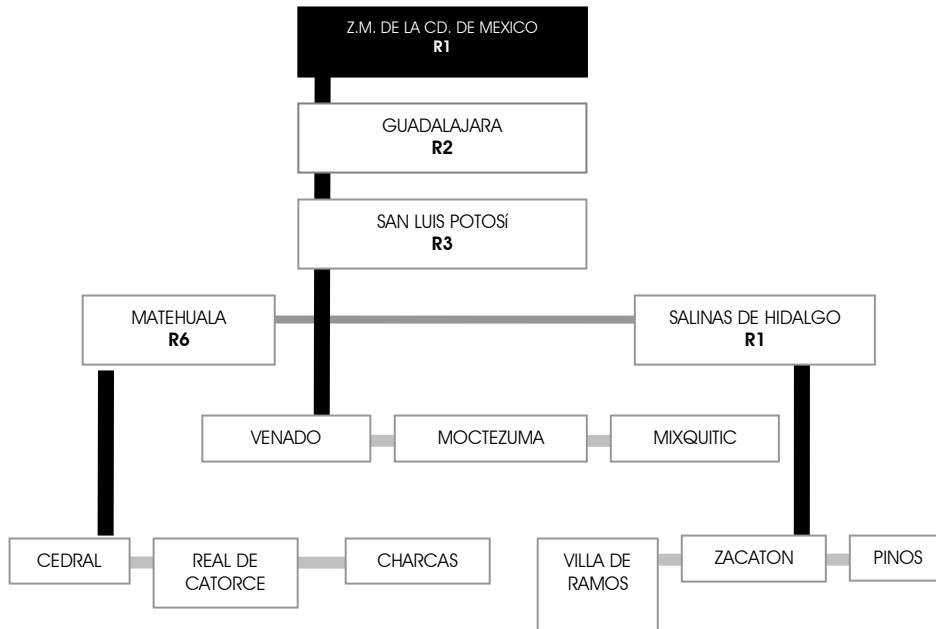 Z.M. DE LA CD. DE MEXICO
R1
GUADALAJARA
R2
SAN LUIS POTOSí
R3
MATEHUALA
R6
SALINAS DE HIDALGO
R1
VENADO
MOCTEZUMA
MIXQUITIC
CEDRAL
REAL DE
CATORCE
CHARCAS
VILLA DE
RAMOS
ZACATON
PINOS